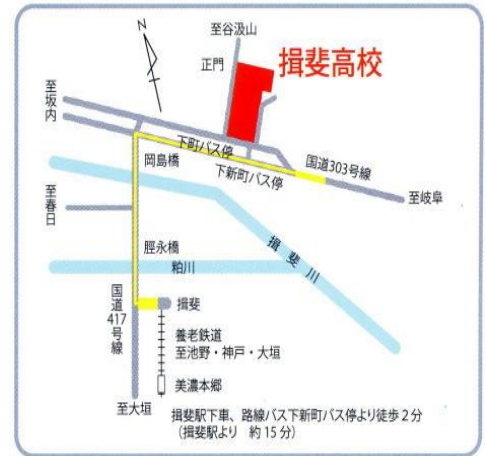 N
至谷汲山
正門
揖斐高校
至坂内
下町バス停
国道303号線
岡島橋
下新町バス停
至岐阜
至春日
揖斐川
脛永橋
粕川
国道417号線
揖斐
養老鉄道
至池野・神戸・大垣
美濃本郷
至大垣
揖斐駅下車、路線バス下新町バス停より徒歩2分
（揖斐駅より 約15分）